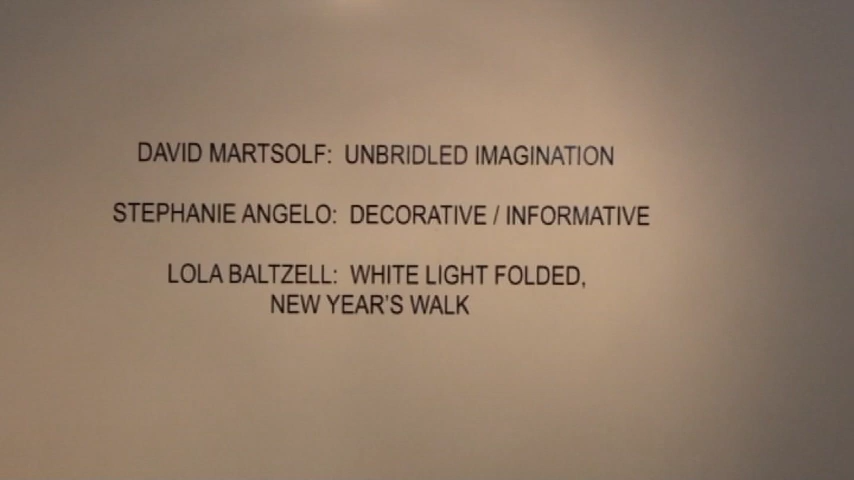 DAVID MARTSOLF: UNBRIDLED IMAGINATION
STEPHANIE ANGELO: DECORATIVE / INFORMATIVE
LOLA BALTZELL: WHITE LIGHT FOLDED,
NEW YEAR'S WALK